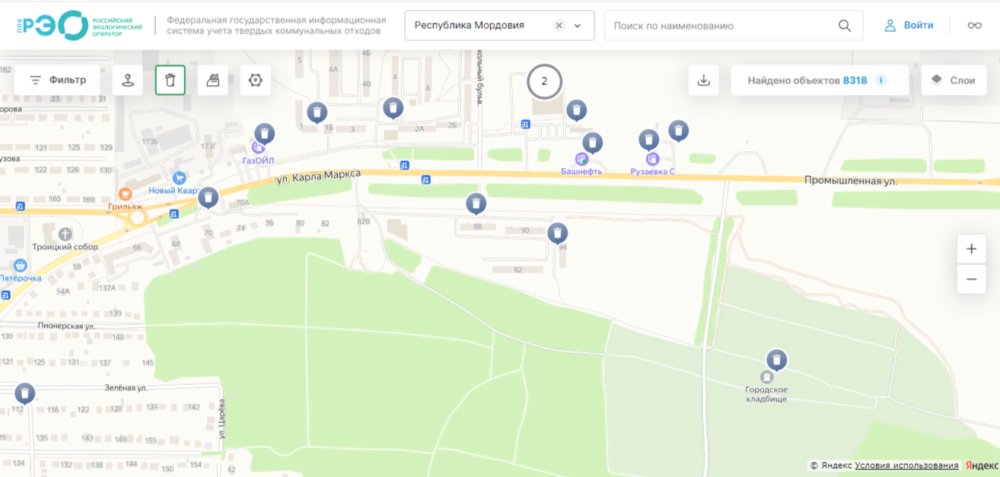 ППК РЭО
РОССИЙСКИЙ
ЭКОЛОГИЧЕСКИЙ
ОПЕРАТОР
Федеральная государственная информационная
система учета твердых коммунальных отходов
Республика Мордовия
Поиск по наименованию
Войти
Фильтр
2
Найдено объектов 8318
Слои
162
23
31
5
4Б
4А
4В
4
6
кольный бульв.
орова
121
125
129
узова
122
126
130
173Б
173Г
1
1Б
3
2А
2Б
ГазОЙЛ
Башнефть
Рузаевка С
ул. Карла Маркса
Промышленная ул.
Новый Кварт
165
169
Грильяж
70А
70
74
76
80
82
82В
88
90
94
92
Троицкий собор
66
68
58
Пятёрочка
54А
137А
139
Пионерская ул.
130
148
121
125
131
137
145
Зелёная ул.
112
116
122
128
134
142
ул. Царёва
29
135
143
149
155
124
132
138
144
150
154
42
Городское
кладбище
© Яндекс Условия использования Яндекс